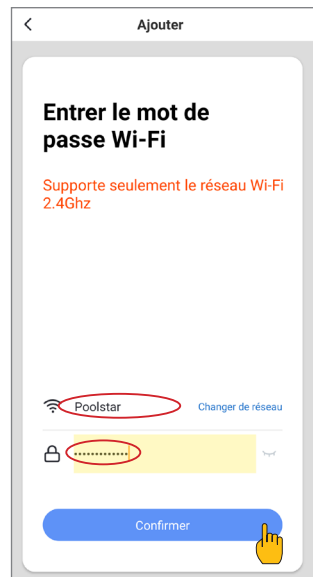 Ajouter
Entrer le mot de
passe Wi-Fi
Supporte seulement le réseau Wi-Fi
2.4Ghz
Poolstar
Changer de réseau
•••••••••••••
Confirmer